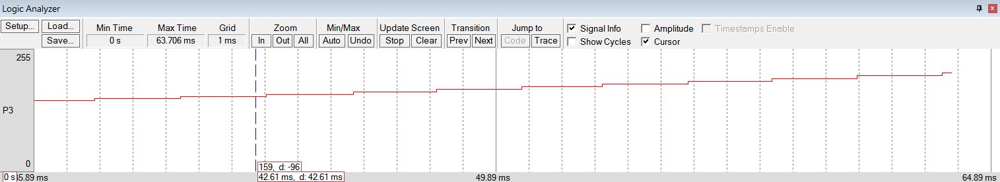 Logic Analyzer
Setup... Load... Min Time Max Time Grid Zoom Min/Max Update Screen Transition Jump to Signal Info Amplitude Timestamps Enable
Save... 0 s 63.706 ms 1 ms In Out All Auto Undo Stop Clear Prev Next Code Trace Show Cycles Cursor
255
P3
0
159, d: -96
0 s 5.89 ms 42.61 ms, d: 42.61 ms 49.89 ms 64.89 ms